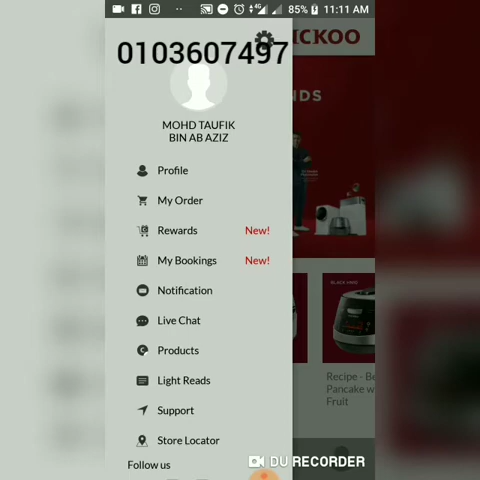 85% 11:11 AM
0103607497
ICKOO
NDS
MOHD TAUFIK
BIN AB AZIZ
Profile
My Order
Rewards New!
My Bookings New!
Notification
Live Chat
Products
Light Reads
Support
Store Locator
Follow us
BLACK
Recipe - Be
Pancake w
Fruit
DU RECORDER